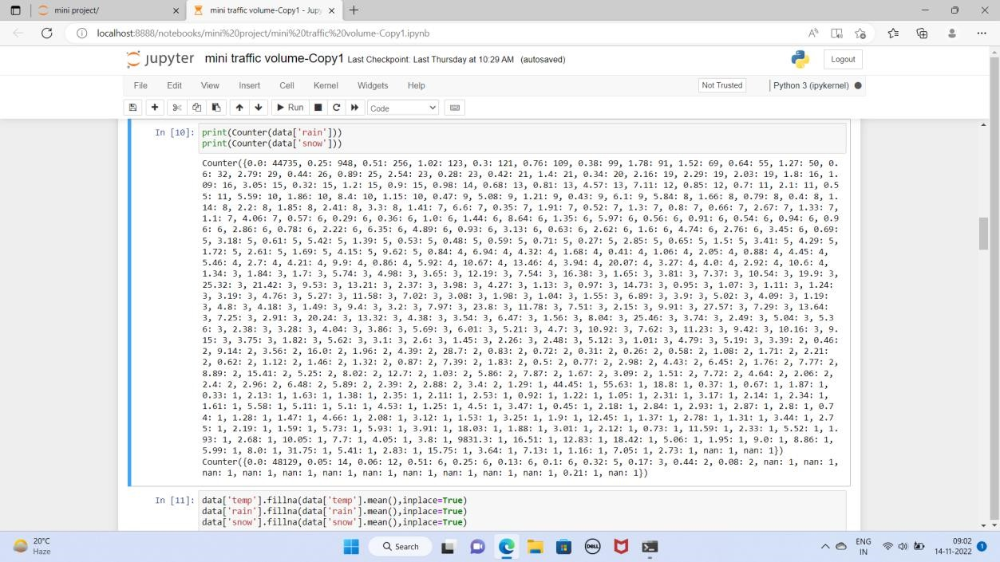 mini project/
mini traffic volume-Copy1 - Jupy
localhost:8888/notebooks/mini%20project/mini%20traffic%20volume-Copy1.ipynb
jupyter mini traffic volume-Copy1 Last Checkpoint: Last Thursday at 10:29 AM (autosaved)
Logout
File Edit View Insert Cell Kernel Widgets Help
Not Trusted
Python 3 (ipykernel)
Run
Code
In [10]: print(Counter(data['rain']))
print(Counter(data['snow']))
Counter({0.0: 44735, 0.25: 948, 0.51: 256, 1.02: 123, 0.3: 121, 0.76: 109, 0.38: 99, 1.78: 91, 1.52: 69, 0.64: 55, 1.27: 50, 0.
6: 32, 2.79: 29, 0.44: 26, 0.89: 25, 2.54: 23, 0.28: 23, 0.42: 21, 1.4: 21, 0.34: 20, 2.16: 19, 2.29: 19, 2.03: 19, 1.8: 16, 1.
09: 16, 3.05: 15, 0.32: 15, 1.2: 15, 0.9: 15, 0.98: 14, 0.68: 13, 0.81: 13, 4.57: 13, 7.11: 12, 0.85: 12, 0.7: 11, 2.1: 11, 0.5
5: 11, 5.59: 10, 1.86: 10, 8.4: 10, 1.15: 10, 0.47: 9, 5.08: 9, 1.21: 9, 0.43: 9, 6.1: 9, 5.84: 8, 1.66: 8, 0.79: 8, 0.4: 8, 1.
14: 8, 2.2: 8, 1.85: 8, 2.41: 8, 3.3: 8, 1.41: 7, 6.6: 7, 0.35: 7, 1.91: 7, 0.52: 7, 1.3: 7, 0.8: 7, 0.66: 7, 2.67: 7, 1.33: 7,
1.1: 7, 4.06: 7, 0.57: 6, 0.29: 6, 0.36: 6, 1.0: 6, 1.44: 6, 8.64: 6, 1.35: 6, 5.97: 6, 0.56: 6, 0.91: 6, 0.54: 6, 0.94: 6, 0.9
6: 6, 2.86: 6, 0.78: 6, 2.22: 6, 6.35: 6, 4.89: 6, 0.93: 6, 3.13: 6, 0.63: 6, 2.62: 6, 1.6: 6, 4.74: 6, 2.76: 6, 3.45: 6, 0.69:
5, 3.18: 5, 0.61: 5, 5.42: 5, 1.39: 5, 0.53: 5, 0.48: 5, 0.59: 5, 0.71: 5, 0.27: 5, 2.85: 5, 0.65: 5, 1.5: 5, 3.41: 5, 4.29: 5,
1.72: 5, 2.61: 5, 1.69: 5, 4.15: 5, 9.62: 5, 0.84: 4, 6.94: 4, 4.32: 4, 1.68: 4, 0.41: 4, 1.06: 4, 2.05: 4, 0.88: 4, 4.45: 4,
5.46: 4, 2.7: 4, 4.21: 4, 9.9: 4, 0.86: 4, 5.92: 4, 10.67: 4, 13.46: 4, 3.94: 4, 20.07: 4, 3.27: 4, 4.0: 4, 2.92: 4, 10.6: 4,
1.34: 3, 1.84: 3, 1.7: 3, 5.74: 3, 4.98: 3, 3.65: 3, 12.19: 3, 7.54: 3, 16.38: 3, 1.65: 3, 3.81: 3, 7.37: 3, 10.54: 3, 19.9: 3,
25.32: 3, 21.42: 3, 9.53: 3, 13.21: 3, 2.37: 3, 3.98: 3, 4.27: 3, 1.13: 3, 0.97: 3, 14.73: 3, 0.95: 3, 1.07: 3, 1.11: 3, 1.24:
3, 3.19: 3, 4.76: 3, 5.27: 3, 11.58: 3, 7.02: 3, 3.08: 3, 1.98: 3, 1.04: 3, 1.55: 3, 6.89: 3, 3.9: 3, 5.02: 3, 4.09: 3, 1.19:
3, 4.8: 3, 4.18: 3, 1.49: 3, 9.4: 3, 3.2: 3, 7.97: 3, 23.8: 3, 11.78: 3, 7.51: 3, 2.15: 3, 9.91: 3, 27.57: 3, 7.29: 3, 13.64:
3, 7.25: 3, 2.91: 3, 20.24: 3, 13.32: 3, 4.38: 3, 3.54: 3, 6.47: 3, 1.56: 3, 8.04: 3, 25.46: 3, 3.74: 3, 2.49: 3, 5.04: 3, 5.3
6: 3, 2.38: 3, 3.28: 3, 4.04: 3, 3.86: 3, 5.69: 3, 6.01: 3, 5.21: 3, 4.7: 3, 10.92: 3, 7.62: 3, 11.23: 3, 9.42: 3, 10.16: 3, 9.
15: 3, 3.75: 3, 1.82: 3, 5.62: 3, 3.1: 3, 2.6: 3, 1.45: 3, 2.26: 3, 2.48: 3, 5.12: 3, 1.01: 3, 4.79: 3, 5.19: 3, 3.39: 2, 0.46:
2, 9.14: 2, 3.56: 2, 16.0: 2, 1.96: 2, 4.39: 2, 28.7: 2, 0.83: 2, 0.72: 2, 0.31: 2, 0.26: 2, 0.58: 2, 1.08: 2, 1.71: 2, 2.21:
2, 0.62: 2, 1.12: 2, 1.46: 2, 1.32: 2, 0.87: 2, 7.39: 2, 1.83: 2, 0.5: 2, 0.77: 2, 2.98: 2, 4.43: 2, 6.45: 2, 1.76: 2, 7.77: 2,
8.89: 2, 15.41: 2, 5.25: 2, 8.02: 2, 12.7: 2, 1.03: 2, 5.86: 2, 7.87: 2, 1.67: 2, 3.09: 2, 1.51: 2, 7.72: 2, 4.64: 2, 2.06: 2,
2.4: 2, 2.96: 2, 6.48: 2, 5.89: 2, 2.39: 2, 2.88: 2, 3.4: 2, 1.29: 1, 44.45: 1, 55.63: 1, 18.8: 1, 0.37: 1, 0.67: 1, 1.87: 1,
0.33: 1, 2.13: 1, 1.63: 1, 1.38: 1, 2.35: 1, 2.11: 1, 2.53: 1, 0.92: 1, 1.22: 1, 1.05: 1, 2.31: 1, 3.17: 1, 2.14: 1, 2.34: 1,
1.61: 1, 5.58: 1, 5.11: 1, 5.1: 1, 4.53: 1, 1.25: 1, 4.5: 1, 3.47: 1, 0.45: 1, 2.18: 1, 2.84: 1, 2.93: 1, 2.87: 1, 2.8: 1, 0.7
4: 1, 1.28: 1, 1.47: 1, 4.66: 1, 2.08: 1, 3.12: 1, 1.53: 1, 3.25: 1, 1.9: 1, 12.45: 1, 1.37: 1, 2.78: 1, 1.31: 1, 3.44: 1, 2.7
5: 1, 2.19: 1, 1.59: 1, 5.73: 1, 5.93: 1, 3.91: 1, 18.03: 1, 1.88: 1, 3.01: 1, 2.12: 1, 0.73: 1, 11.59: 1, 2.33: 1, 5.52: 1, 1.
93: 1, 2.68: 1, 10.05: 1, 7.7: 1, 4.05: 1, 3.8: 1, 9831.3: 1, 16.51: 1, 12.83: 1, 18.42: 1, 5.06: 1, 1.95: 1, 9.0: 1, 8.86: 1,
5.99: 1, 8.0: 1, 31.75: 1, 5.41: 1, 2.83: 1, 15.75: 1, 3.64: 1, 7.13: 1, 1.16: 1, 7.05: 1, 2.73: 1, nan: 1, nan: 1})
Counter({0.0: 48129, 0.05: 14, 0.06: 12, 0.51: 6, 0.25: 6, 0.13: 6, 0.1: 6, 0.32: 5, 0.17: 3, 0.44: 2, 0.08: 2, nan: 1, nan: 1,
nan: 1, nan: 1, nan: 1, nan: 1, nan: 1, nan: 1, nan: 1, nan: 1, nan: 1, 0.21: 1, nan: 1})
In [11]: data['temp'].fillna(data['temp'].mean(),inplace=True)
data['rain'].fillna(data['rain'].mean(),inplace=True)
data['snow'].fillna(data['snow'].mean(),inplace=True)
20°C
Haze
Search
DELL
ENG
IN
09:02
14-11-2022
1